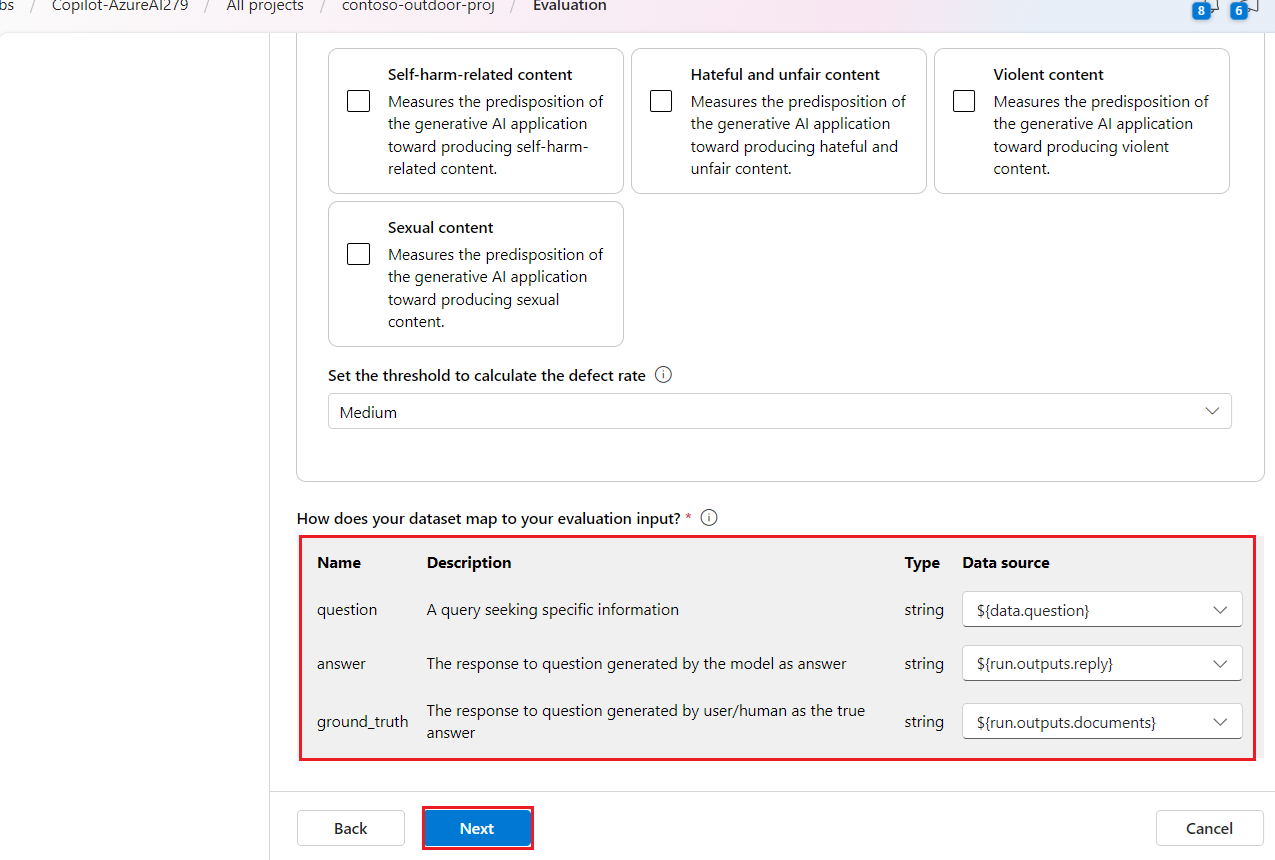 bs / Copilot-AzureAI279 / All projects / contoso-outdoor-proj / Evaluation
8 6
Self-harm-related content
Measures the predisposition of
the generative AI application
toward producing self-harm-
related content.
Hateful and unfair content
Measures the predisposition of
the generative AI application
toward producing hateful and
unfair content.
Violent content
Measures the predisposition of
the generative AI application
toward producing violent
content.
Sexual content
Measures the predisposition of
the generative AI application
toward producing sexual
content.
Set the threshold to calculate the defect rate
Medium
How does your dataset map to your evaluation input? *
Name Description Type Data source
question A query seeking specific information string ${data.question}
answer The response to question generated by the model as answer string ${run.outputs.reply}
ground_truth The response to question generated by user/human as the true
answer string ${run.outputs.documents}
Back Next Cancel